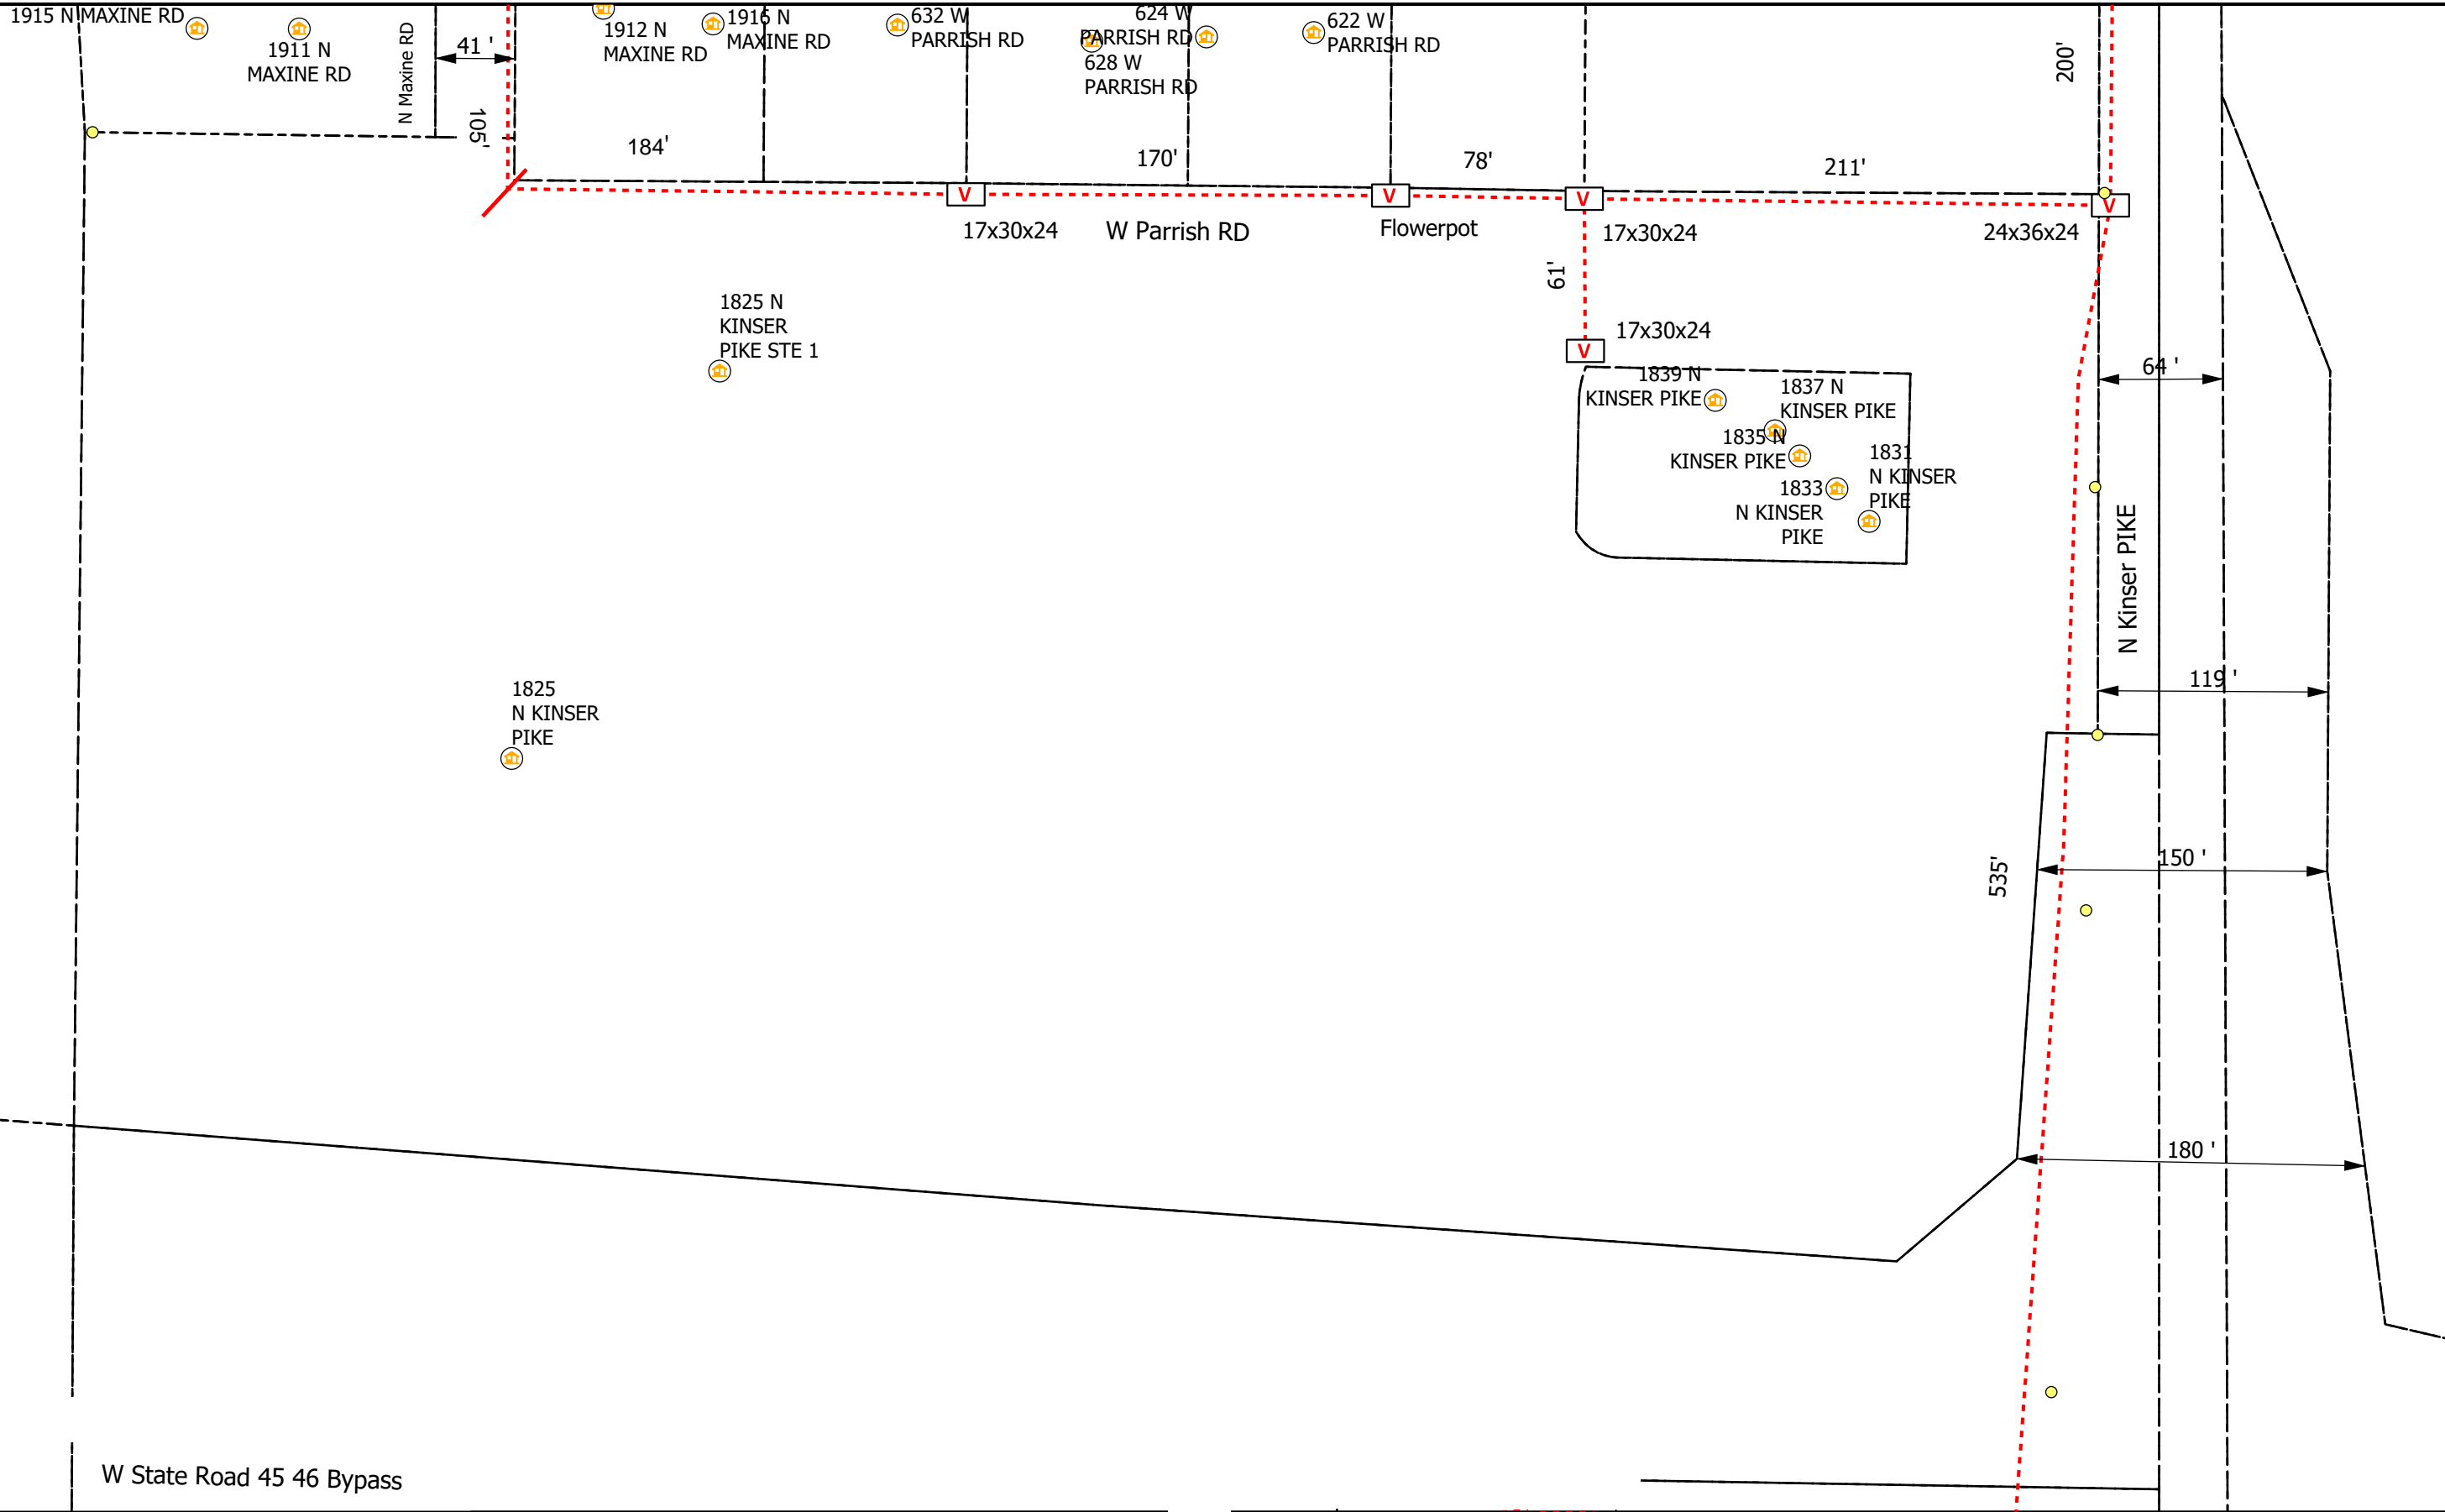 1915 N MAXINE RD
1911 N
MAXINE RD
N Maxine RD
41 '
105'
1912 N
MAXINE RD
1916 N
MAXINE RD
632 W
PARRISH RD
624 W
PARRISH RD
628 W
PARRISH RD
622 W
PARRISH RD
200'
184'
170'
78'
211'
V
V
V
V
17x30x24
W Parrish RD
Flowerpot
17x30x24
24x36x24
61'
1825 N
KINSER
PIKE STE 1
17x30x24
V
64 '
1839 N
KINSER PIKE
1837 N
KINSER PIKE
1835 N
KINSER PIKE
1831
N KINSER
PIKE
1833
N KINSER
PIKE
N Kinser PIKE
119 '
1825
N KINSER
PIKE
150 '
535'
180 '
W State Road 45 46 Bypass